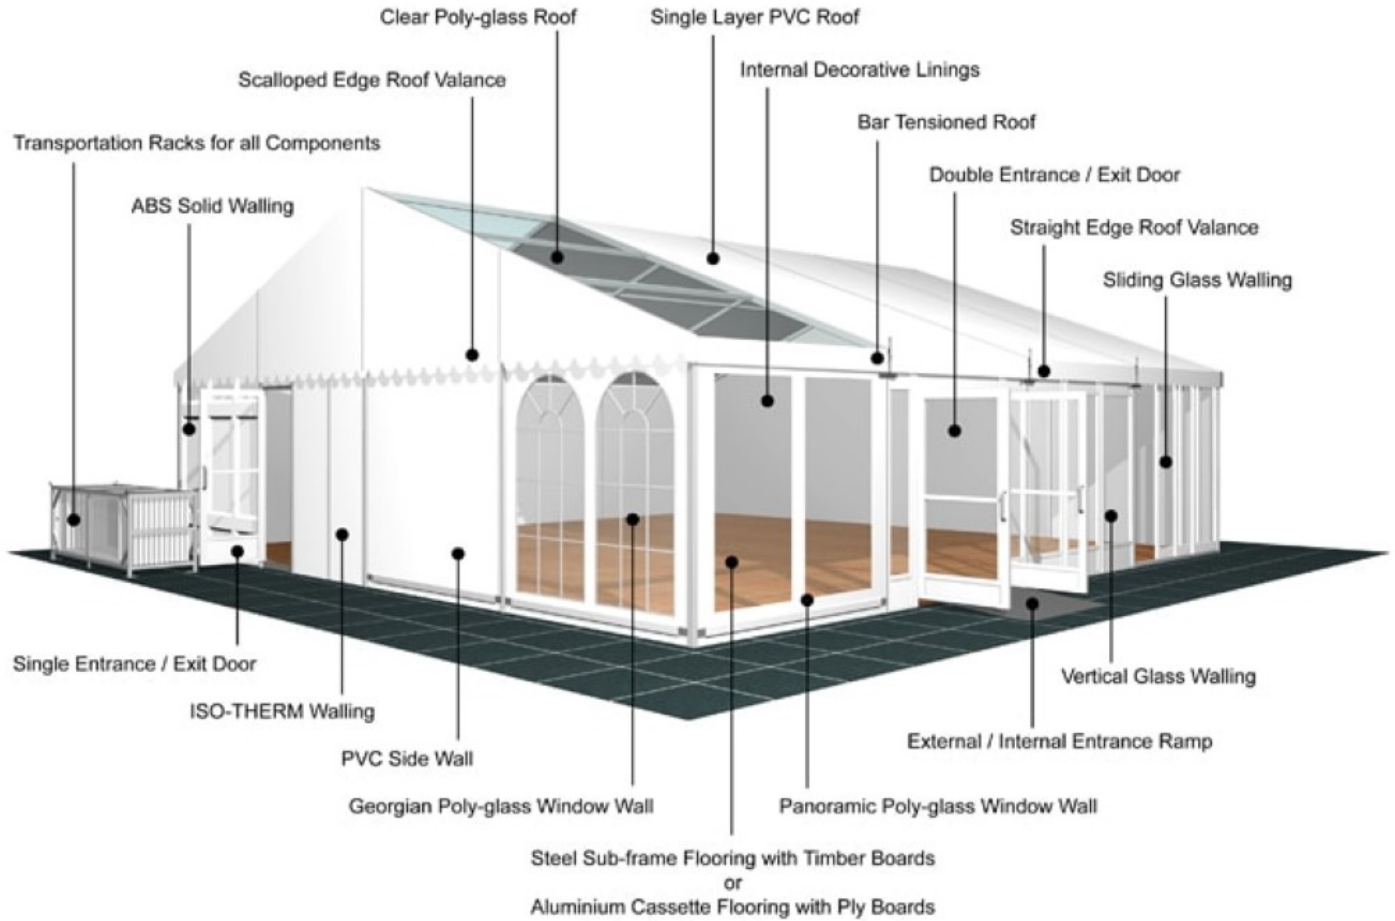 Clear Poly-glass Roof
Single Layer PVC Roof
Internal Decorative Linings
Scalloped Edge Roof Valance
Bar Tensioned Roof
Transportation Racks for all Components
Double Entrance / Exit Door
ABS Solid Walling
Straight Edge Roof Valance
Sliding Glass Walling
Single Entrance / Exit Door
Vertical Glass Walling
ISO-THERM Walling
External / Internal Entrance Ramp
PVC Side Wall
Georgian Poly-glass Window Wall
Panoramic Poly-glass Window Wall
Steel Sub-frame Flooring with Timber Boards
or
Aluminium Cassette Flooring with Ply Boards